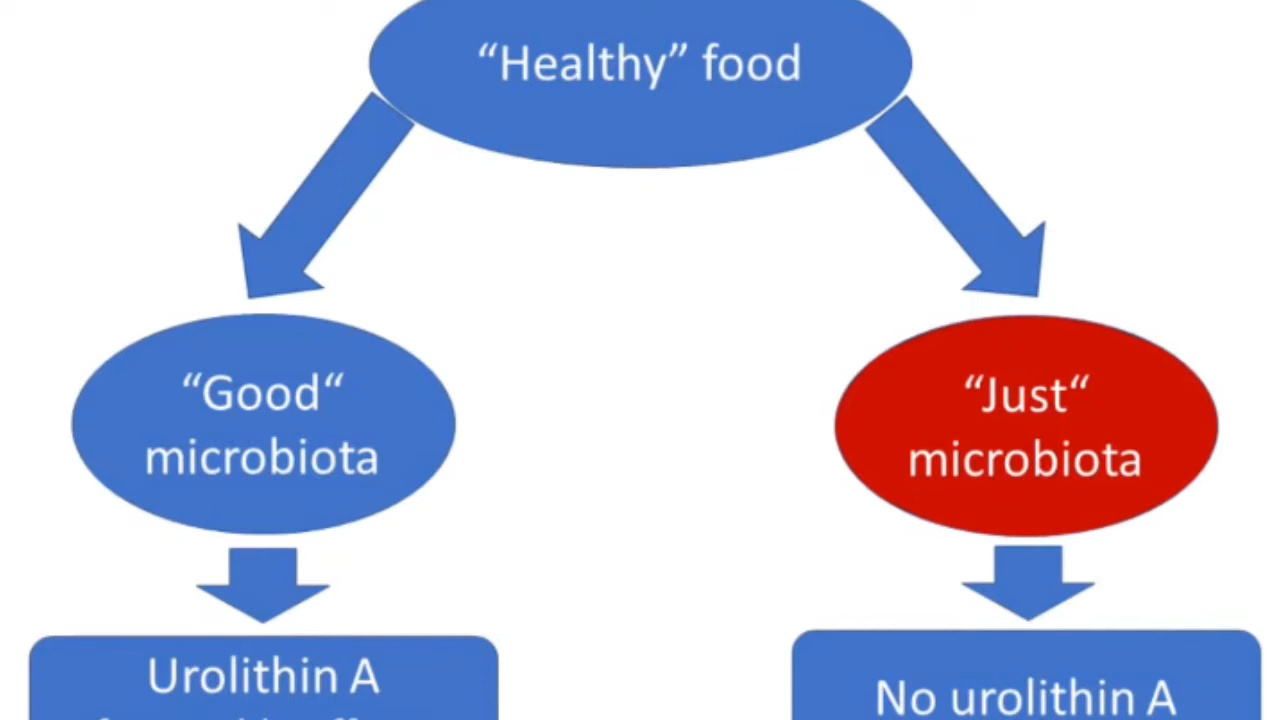 “Healthy” food
“Good“
microbiota
“Just“
microbiota
Urolithin A
No urolithin A